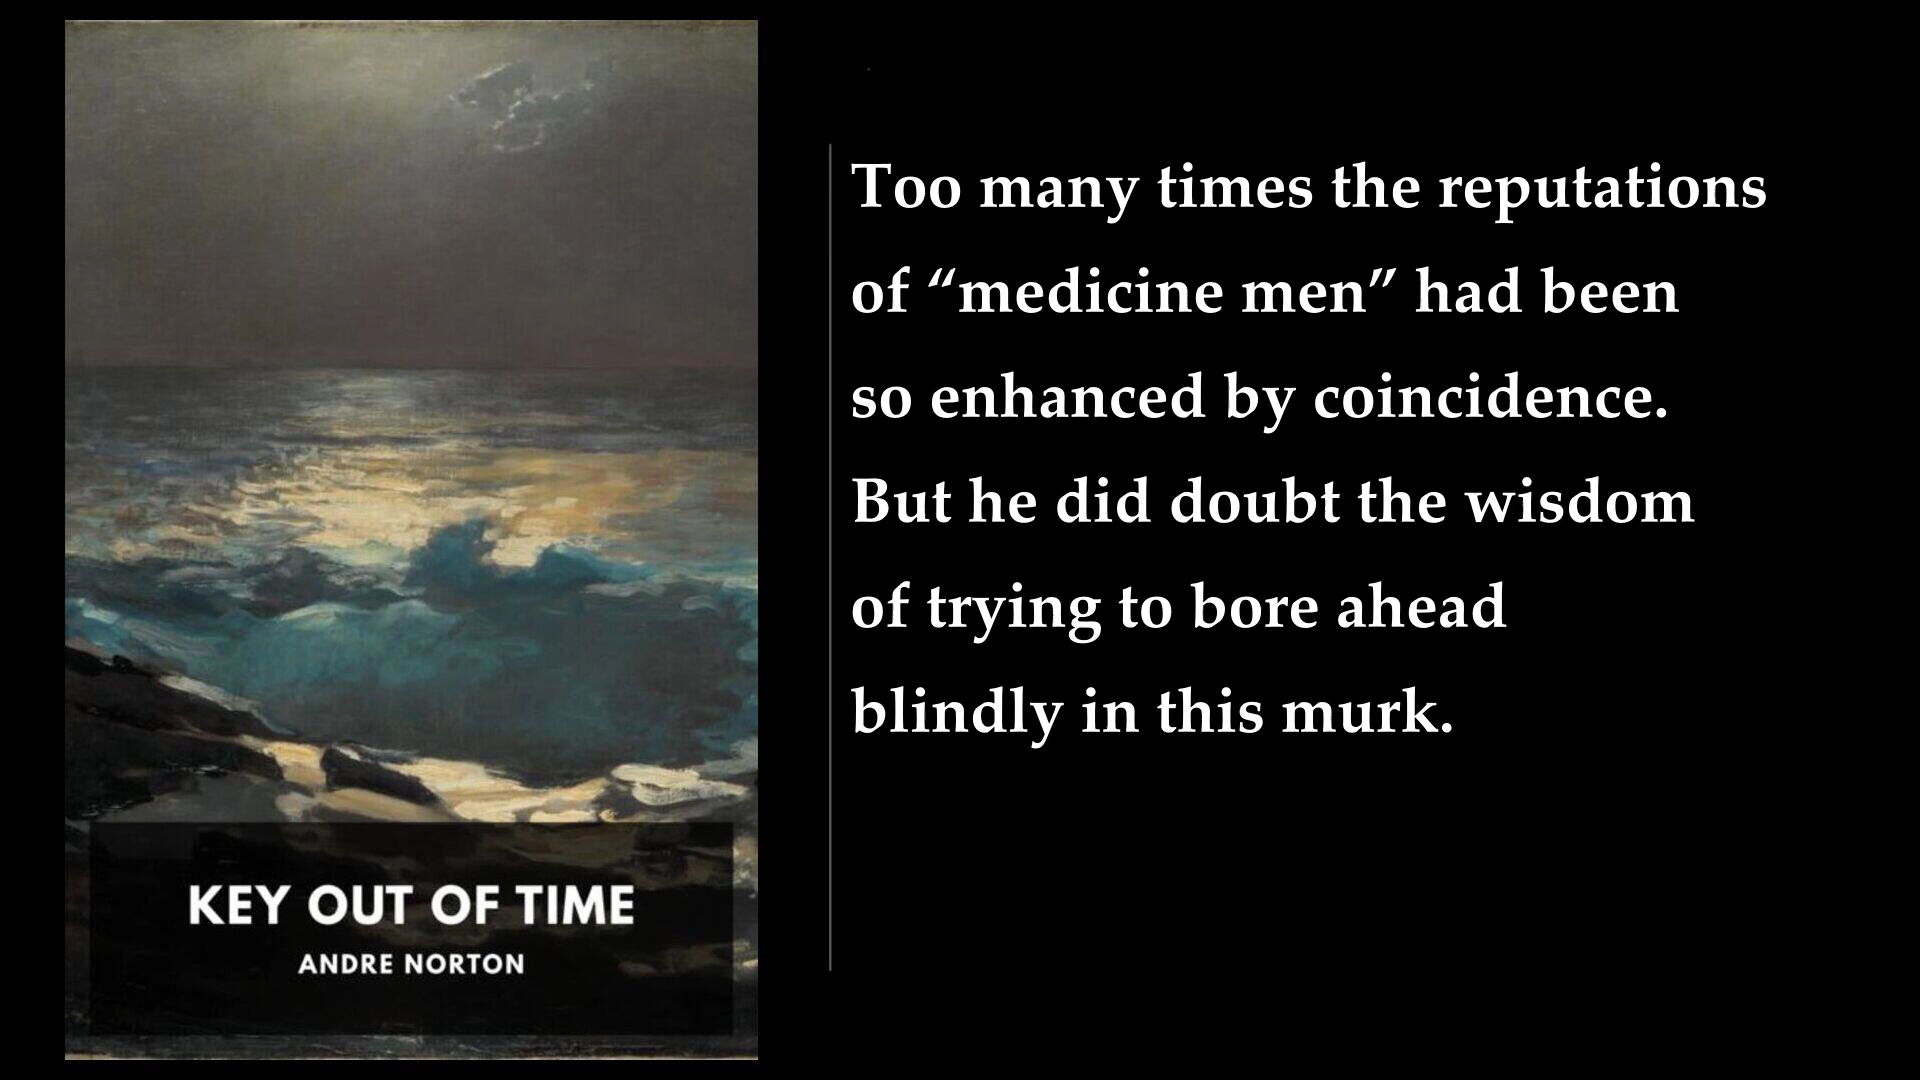 KEY OUT OF TIME
ANDRE NORTON
Too many times the reputations
of “medicine men” had been
so enhanced by coincidence.
But he did doubt the wisdom
of trying to bore ahead
blindly in this murk.